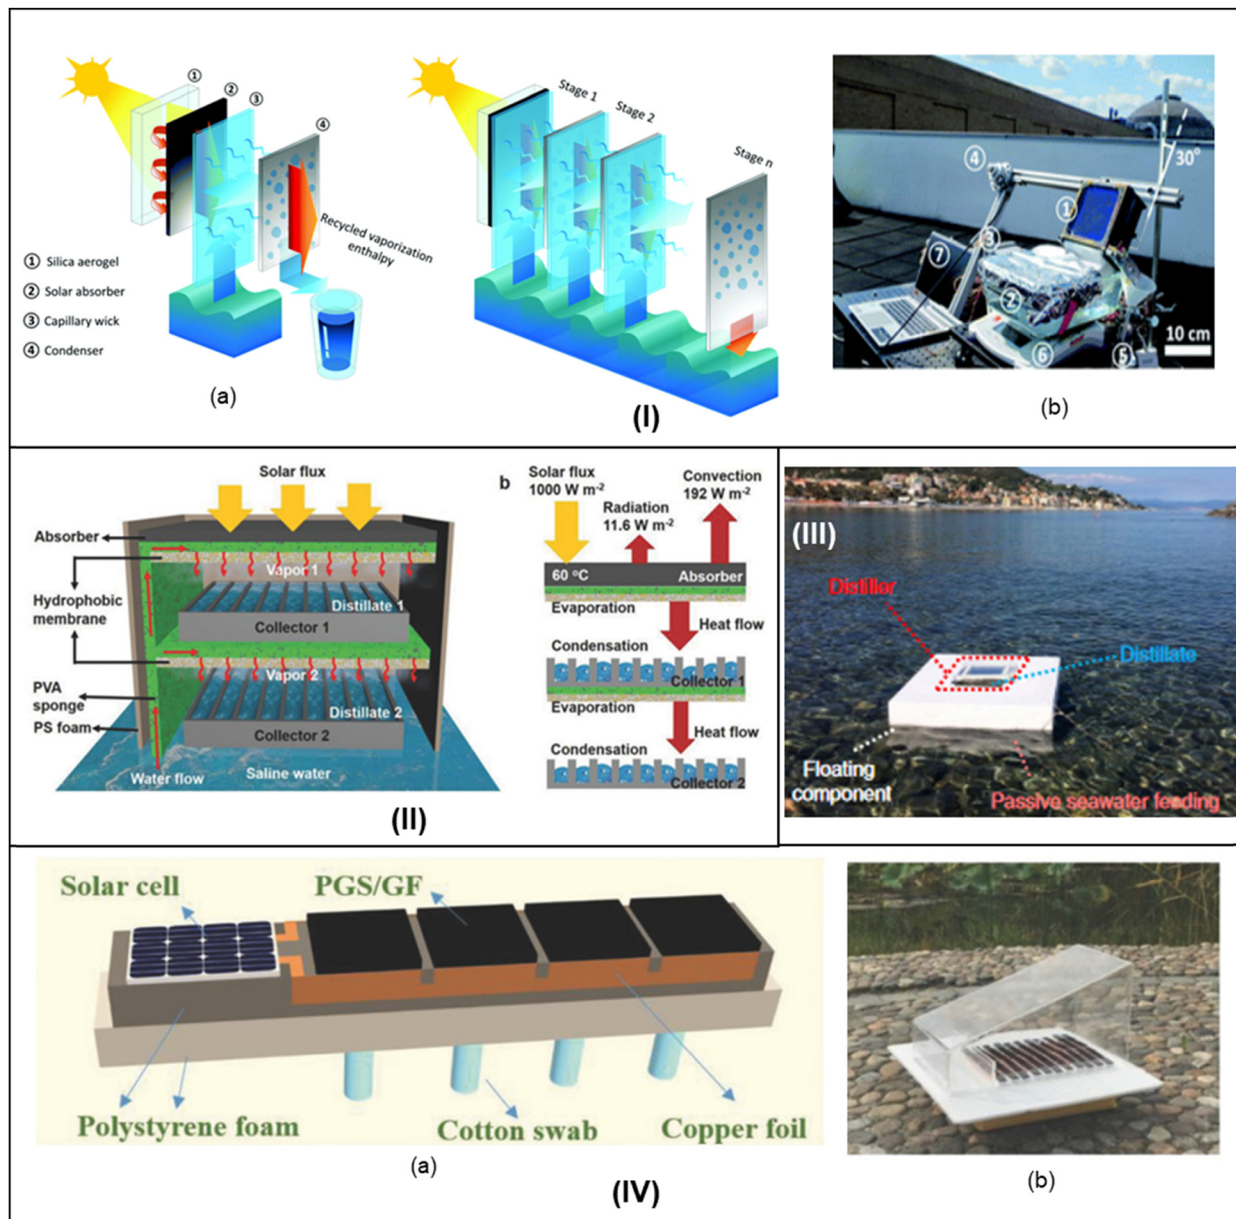 ①
②
③
④
① Silica aerogel
② Solar absorber
③ Capillary wick
④ Condenser
Recycled vaporization
enthalpy
(a)
Stage 1
Stage 2
Stage n
(I)
④
①
30°
③
⑦
②
⑥
⑤
10 cm
(b)
Solar flux
Absorber
Vapor 1
Hydrophobic
membrane
Distillate 1
Collector 1
Vapor 2
PVA
sponge
PS foam
Distillate 2
Collector 2
Water flow
Saline water
b
Solar flux
1000 W m-2
Convection
192 W m-2
Radiation
11.6 W m-2
60 °C
Absorber
Evaporation
Heat flow
Condensation
Collector 1
Evaporation
Heat flow
Condensation
Collector 2
(II)
(III)
Distiller
Distillate
Floating
component
Passive seawater feeding
Solar cell
PGS/GF
Polystyrene foam
Cotton swab
Copper foil
(a)
(b)
(IV)